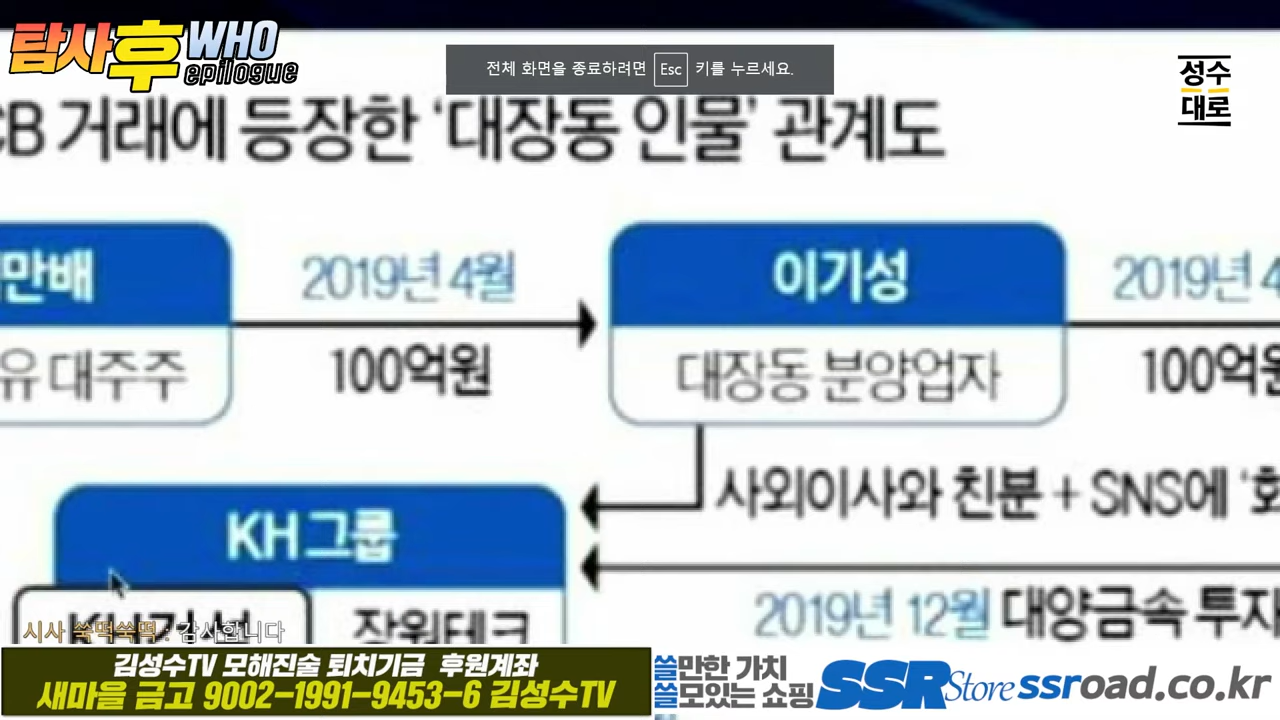 탐사후 WHO
epilogue
전체 화면을 종료하려면 Esc 키를 누르세요.
성수
대로
CB 거래에 등장한 ‘대장동 인물’ 관계도
만배
2019년 4월
이기성
2019년 4
유 대주주
100억원
대장동 분양업자
100억원
사외이사와 친분 + SNS에 ‘
KH그룹
2019년 12월 대양금속 투자
장원테크
시사 쑥떡쑥떡 : 감사합니다
김성수TV 모해진술 퇴치기금 후원계좌
새마을 금고 9002-1991-9453-6 김성수TV
쓸만한 가치
쓸모있는 쇼핑
SSR Store ssroad.co.kr